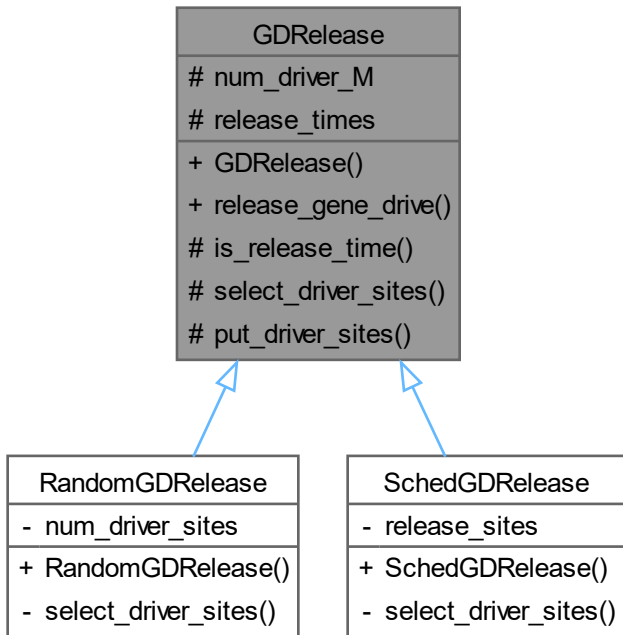 GDRelease
# num_driver_M
# release_times
+ GDRelease()
+ release_gene_drive()
# is_release_time()
# select_driver_sites()
# put_driver_sites()
RandomGDRelease
- num_driver_sites
+ RandomGDRelease()
- select_driver_sites()
SchedGDRelease
- release_sites
+ SchedGDRelease()
- select_driver_sites()